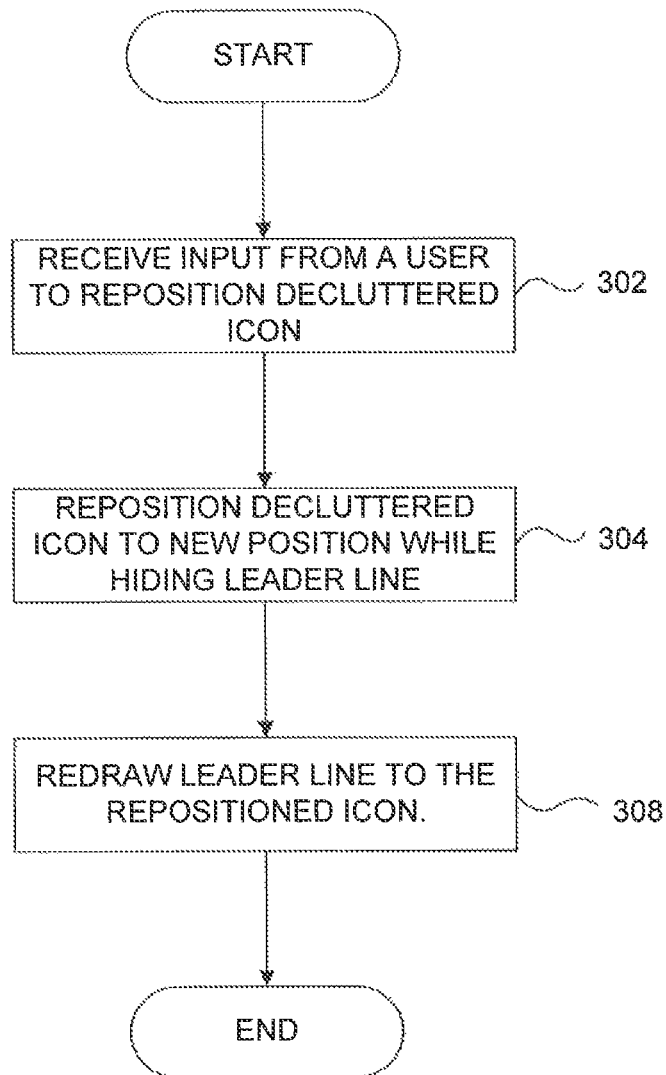 START
RECEIVE INPUT FROM A USER
TO REPOSITION DECLUTTERED
ICON
302
REPOSITION DECLUTTERED
ICON TO NEW POSITION WHILE
HIDING LEADER LINE
304
REDRAW LEADER LINE TO THE
REPOSITIONED ICON.
308
END